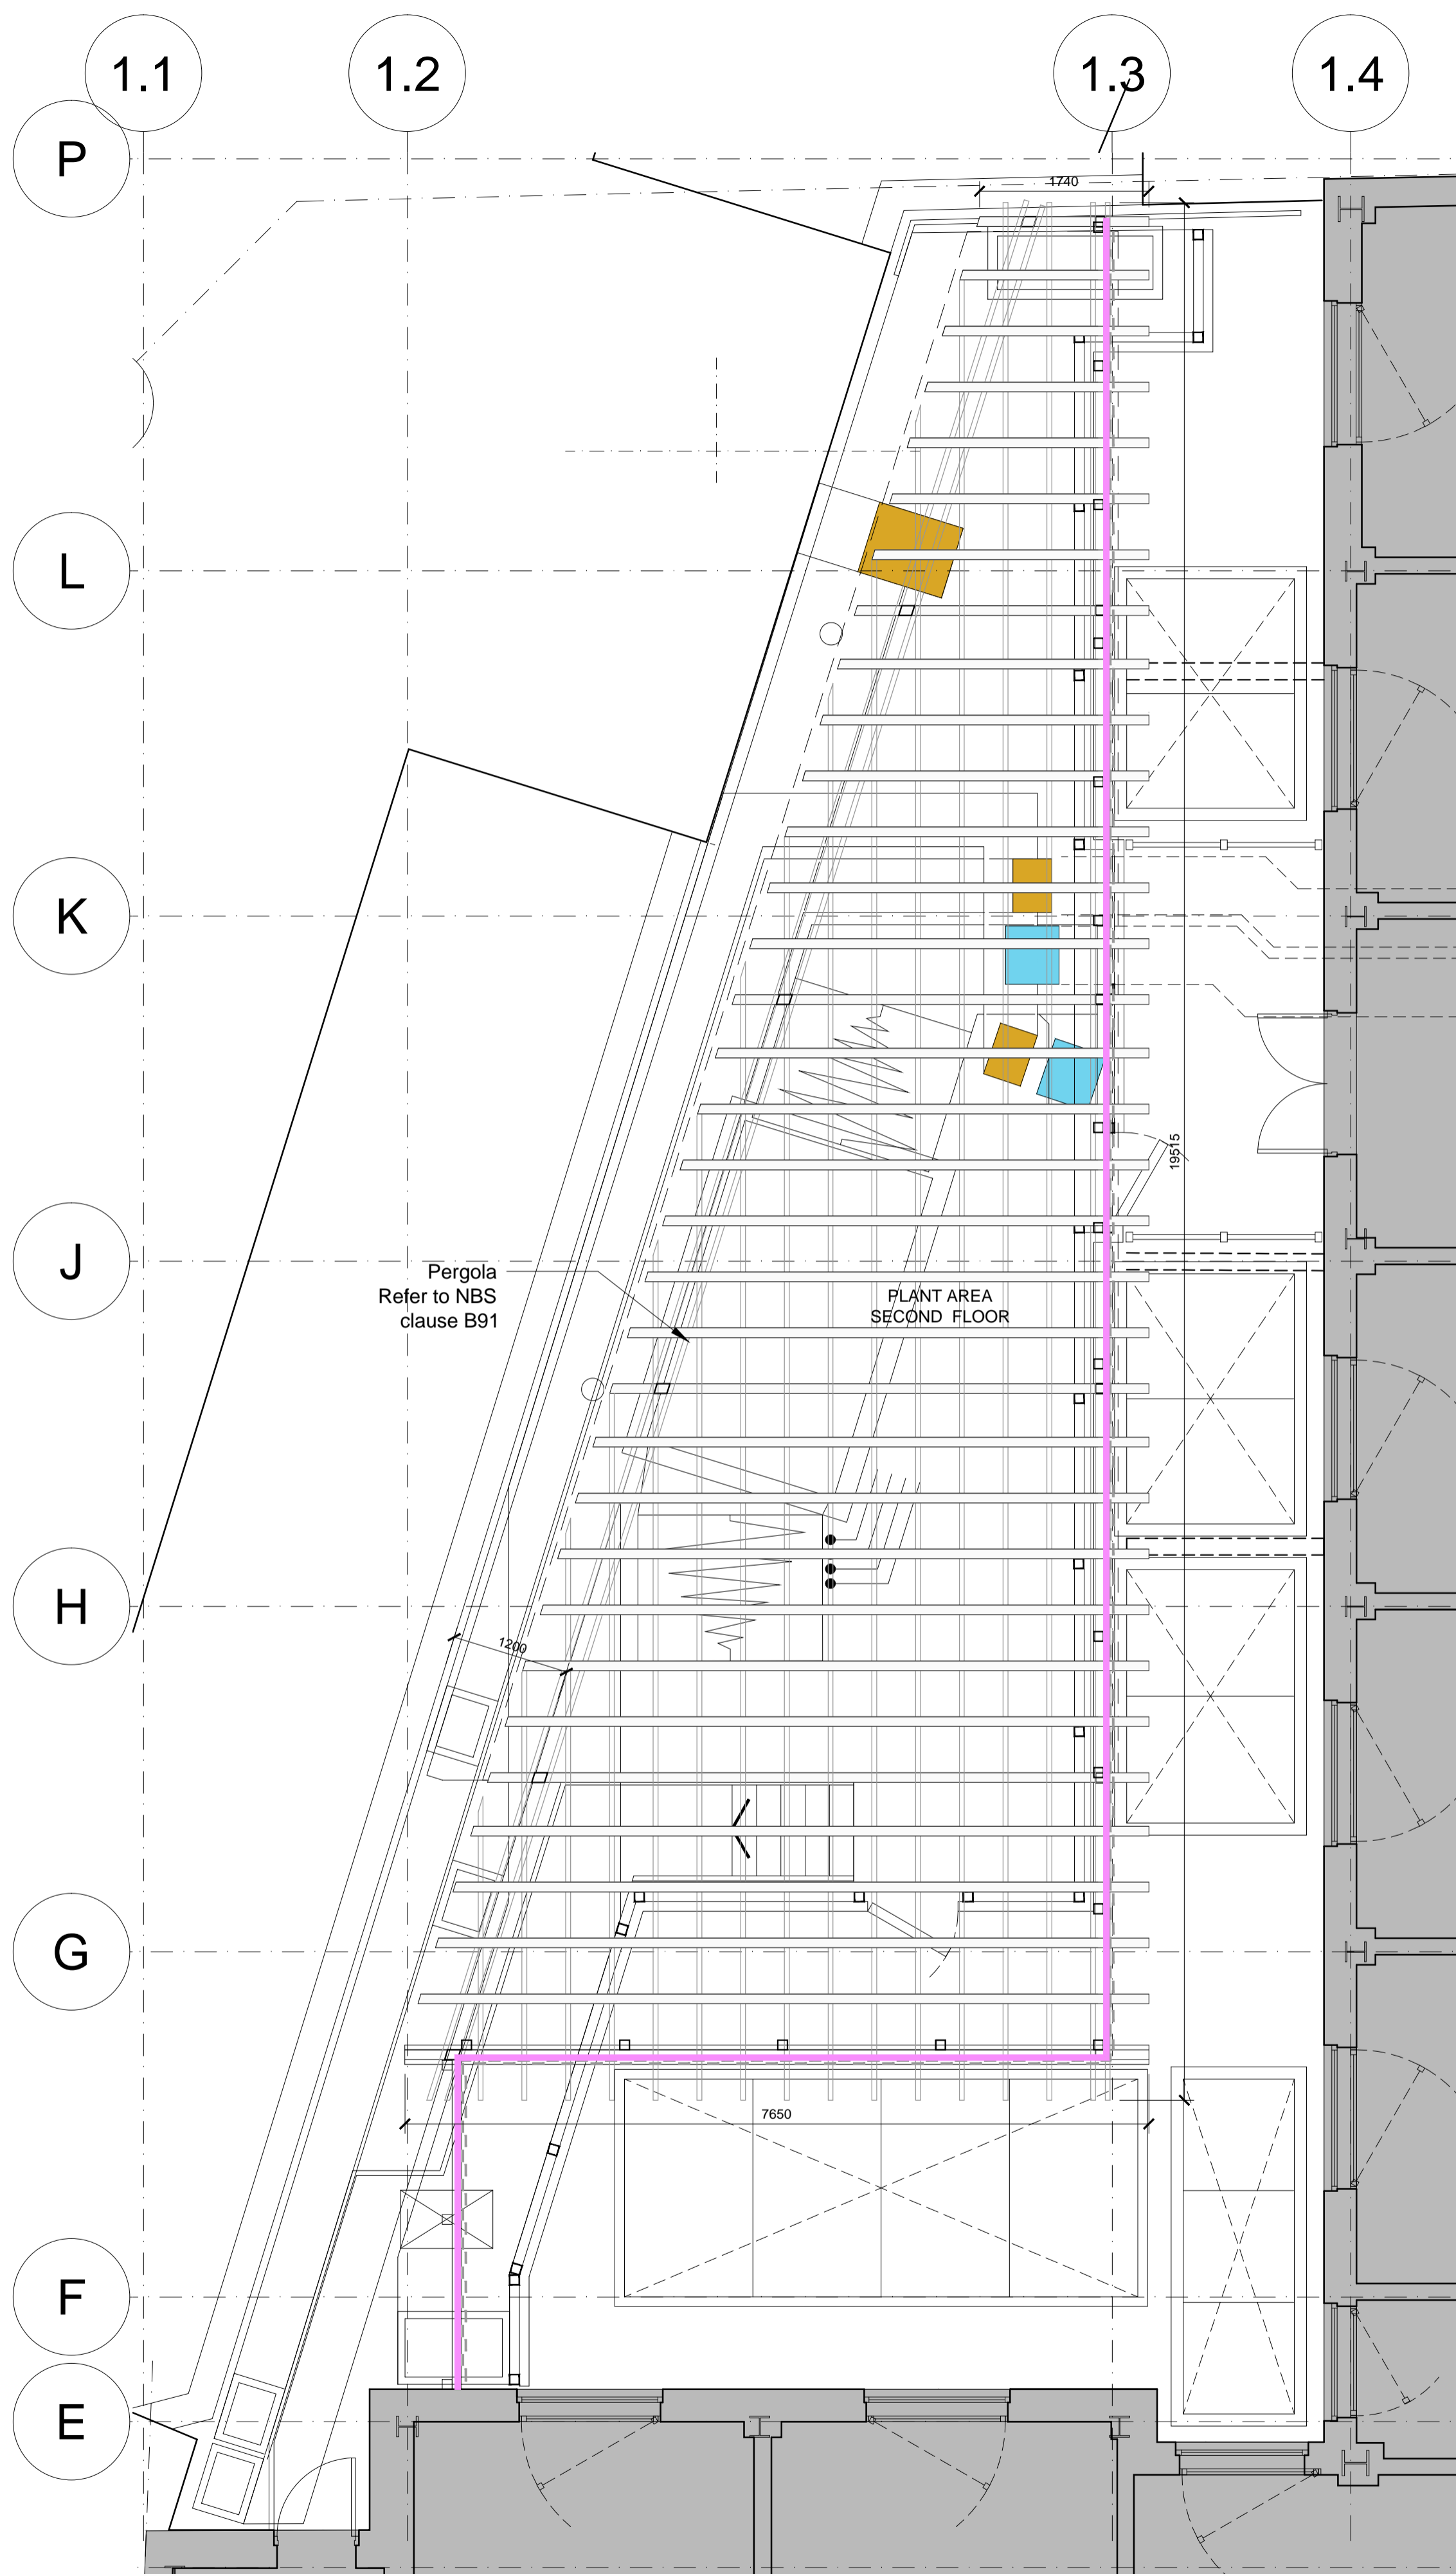 1.1
1.2
1.3
1.4
P
1740
L
K
19515
J
Pergola
Refer to NBS
clause B91
PLANT AREA
SECOND FLOOR
H
1200
G
7650
F
E